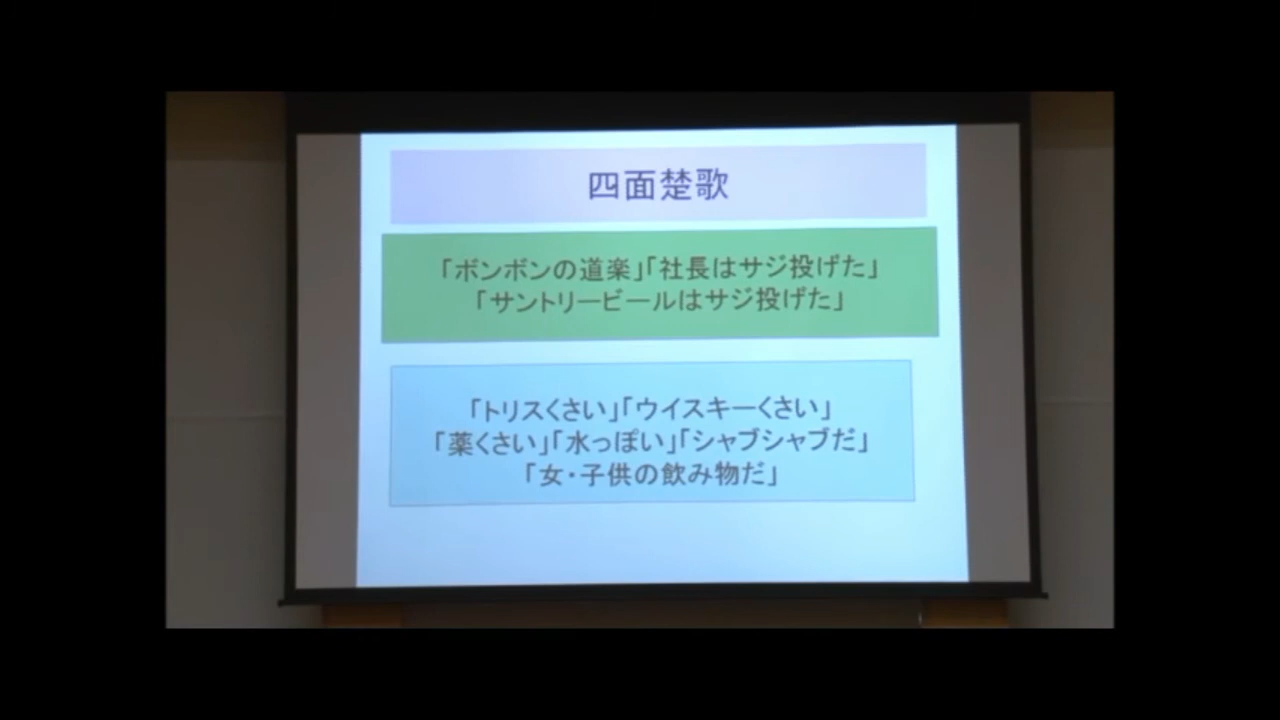 四面楚歌
「ボンボンの道楽」「社長はサジ投げた」
「サントリービールはサジ投げた」
「トリスくさい」「ウイスキーくさい」
「薬くさい」「水っぽい」「シャブシャブだ」
「女・子供の飲み物だ」